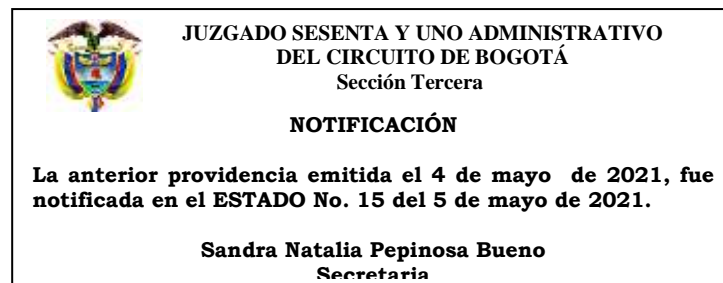 JUZGADO SESENTA Y UNO ADMINISTRATIVO
DEL CIRCUITO DE BOGOTÁ
Sección Tercera
NOTIFICACIÓN
La anterior providencia emitida el 4 de mayo de 2021, fue
notificada en el ESTADO No. 15 del 5 de mayo de 2021.
Sandra Natalia Pepinosa Bueno
Secretaria